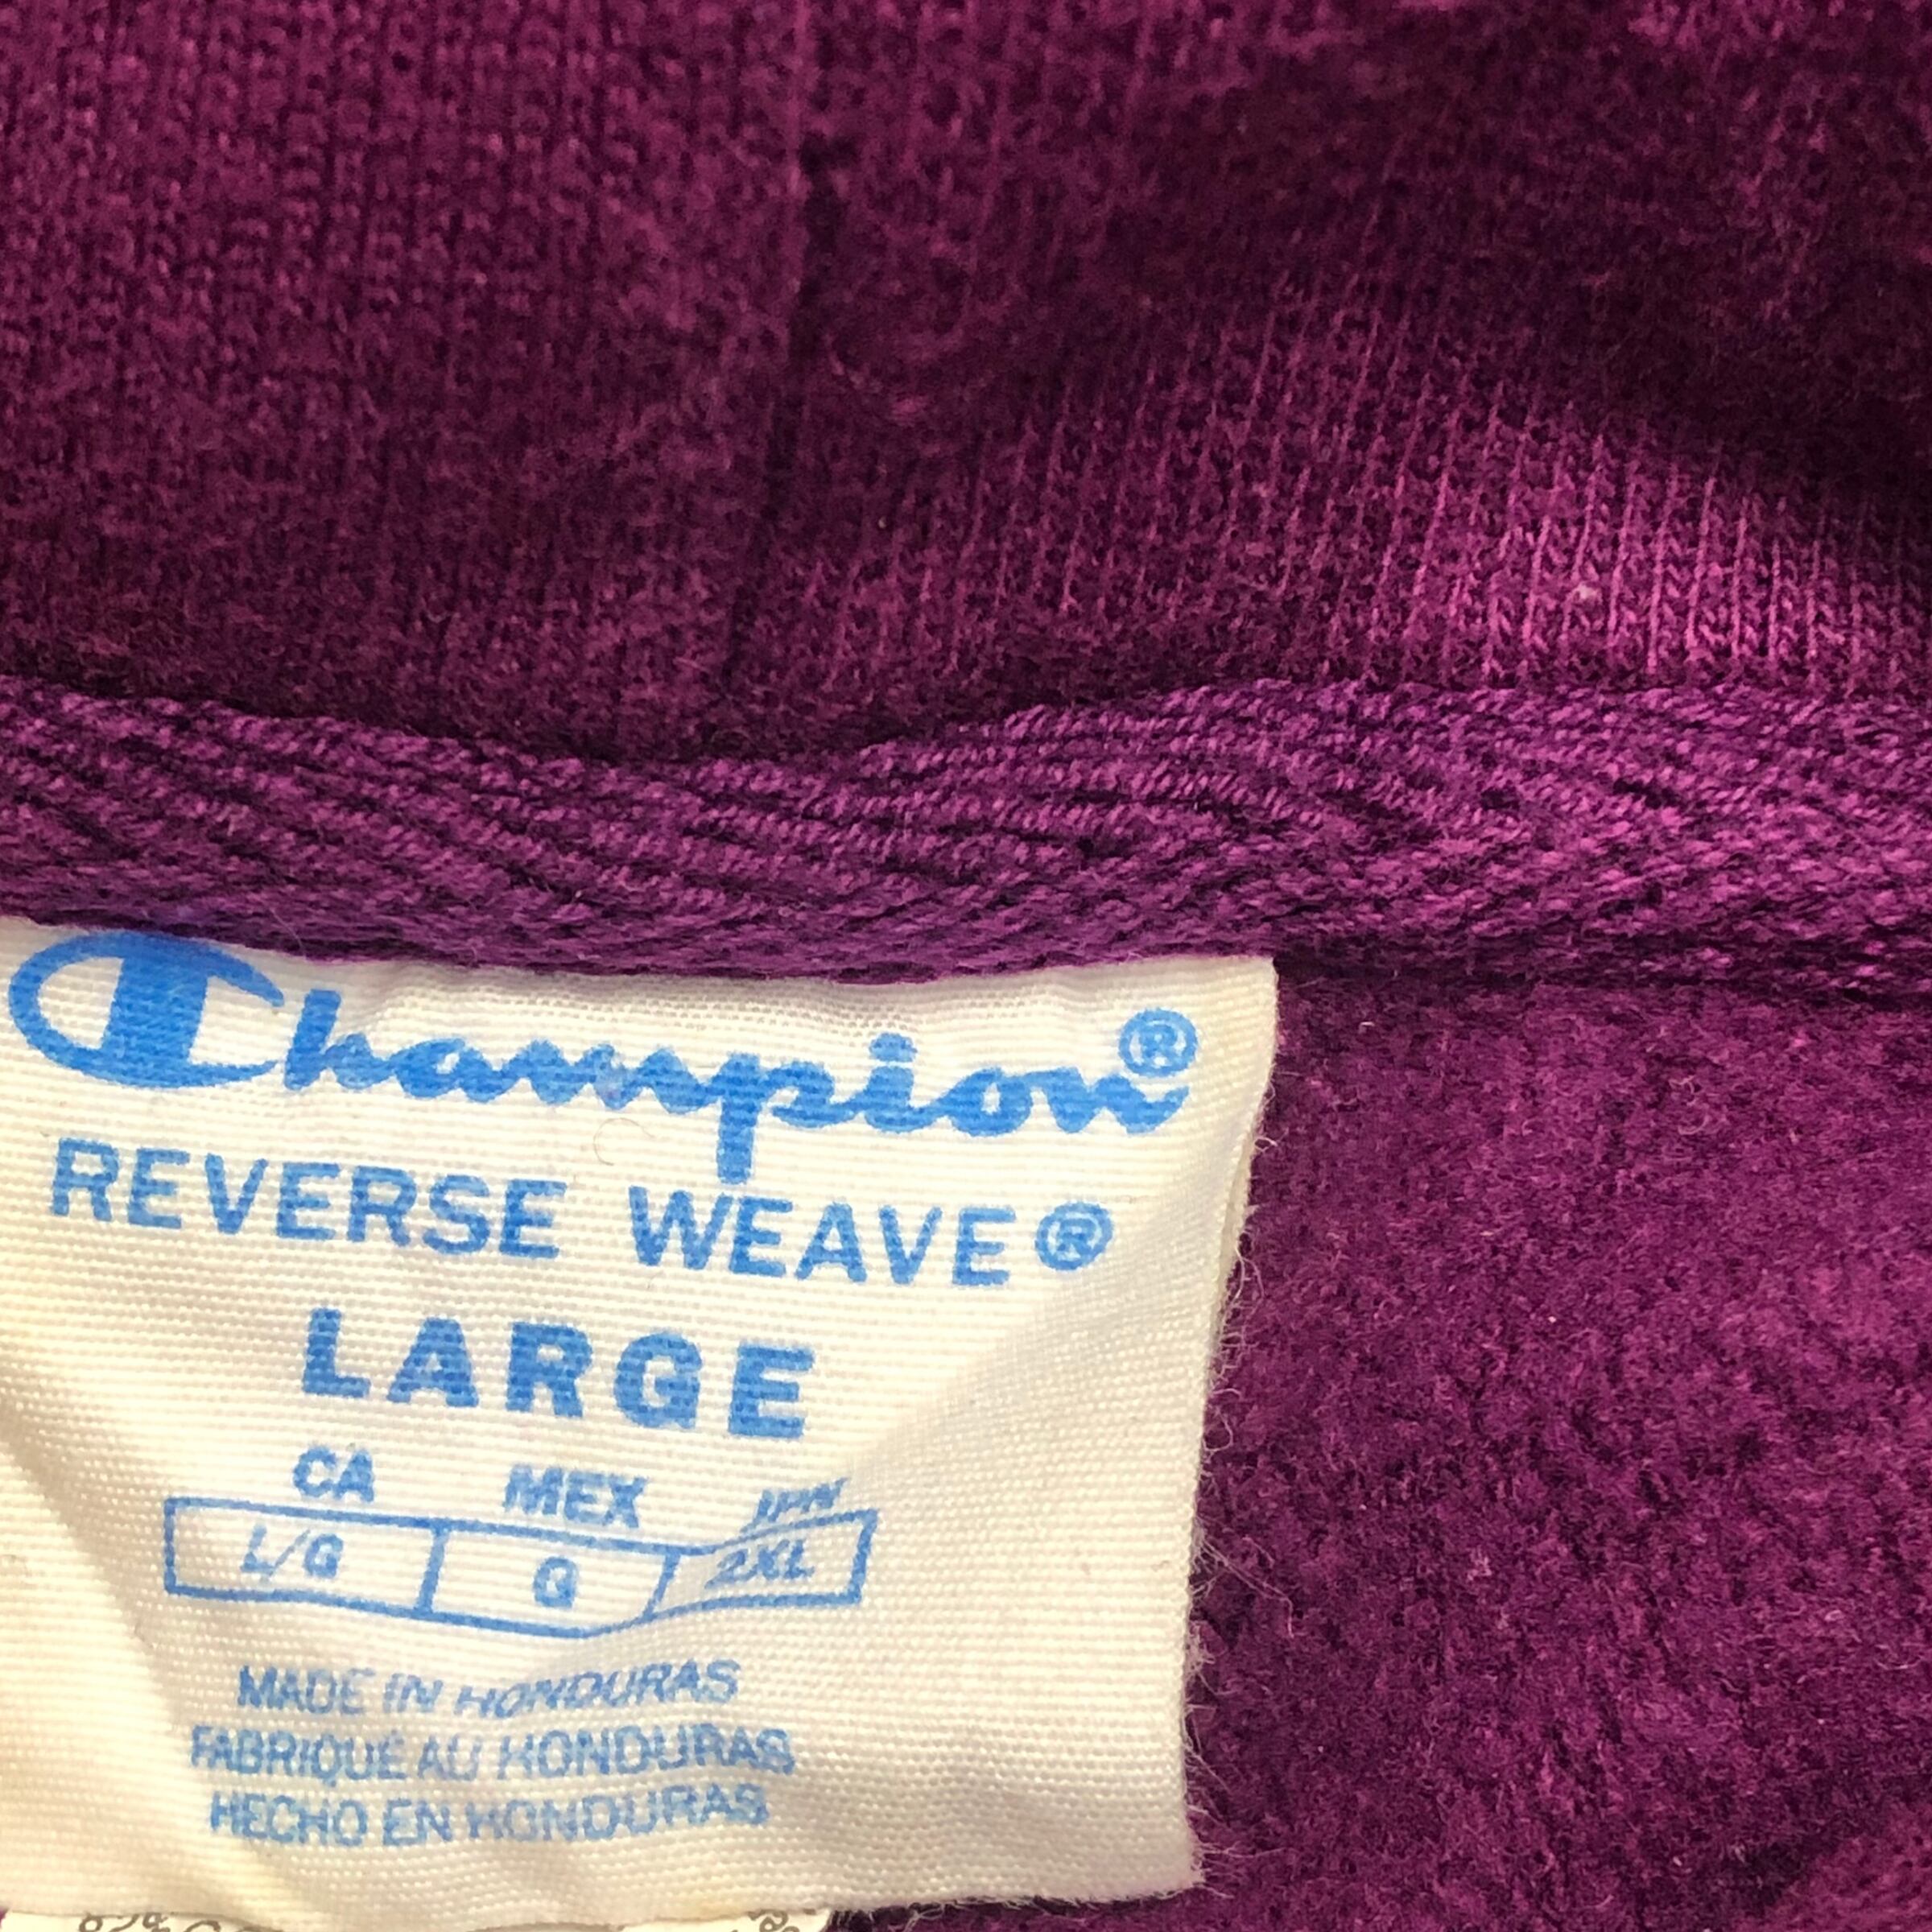 Champion®
REVERSE WEAVE®
LARGE
CA MEX JPN
L/G G 2XL
MADE IN HONDURAS
FABRIQUÉ AU HONDURAS
HECHO EN HONDURAS